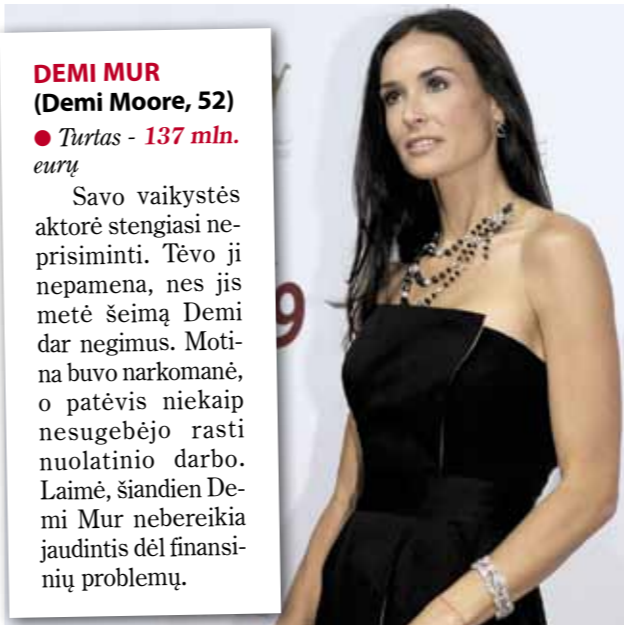 DEMI MUR
(Demi Moore, 52)
● Turtas - 137 mln.
eurų
Savo vaikystės
aktorė stengiasi ne-
prisiminti. Tėvo ji
nepamena, nes jis
metė šeimą Demi
dar negimus. Moti-
na buvo narkomanė,
o patėvis niekaip
nesugebėjo rasti
nuolatinio darbo.
Laimė, šiandien De-
mi Mur nebereikia
jaudintis dėl finansi-
nių problemų.
9